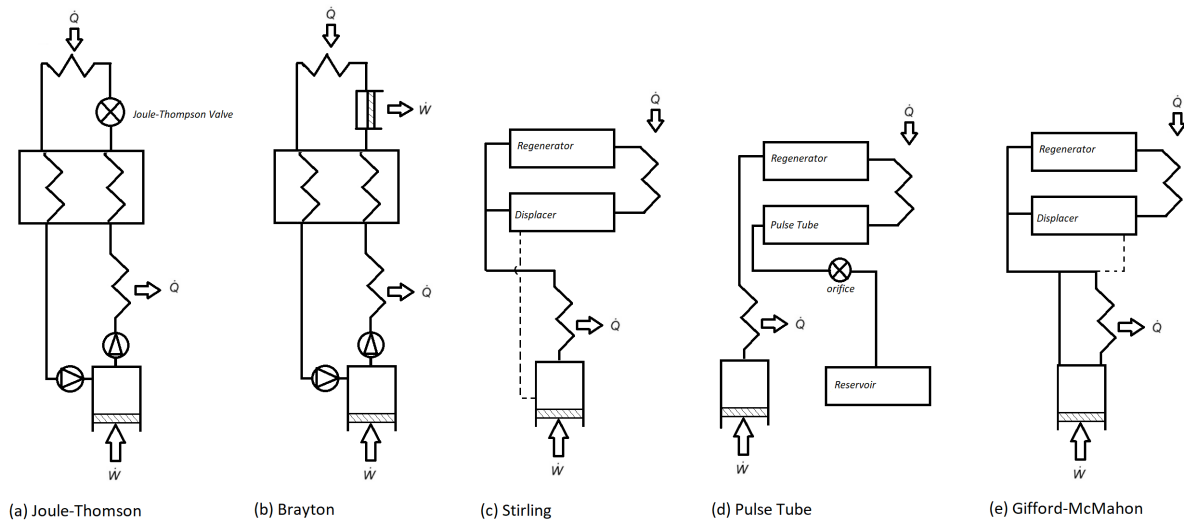 Q̇
Joule-Thompson Valve
Q̇
Ẇ
(a) Joule-Thomson
Q̇
Ẇ
Q̇
Ẇ
(b) Brayton
Q̇
Regenerator
Displacer
Q̇
Ẇ
(c) Stirling
Q̇
Regenerator
Pulse Tube
orifice
Q̇
Reservoir
Ẇ
(d) Pulse Tube
Q̇
Regenerator
Displacer
Q̇
Ẇ
(e) Gifford-McMahon